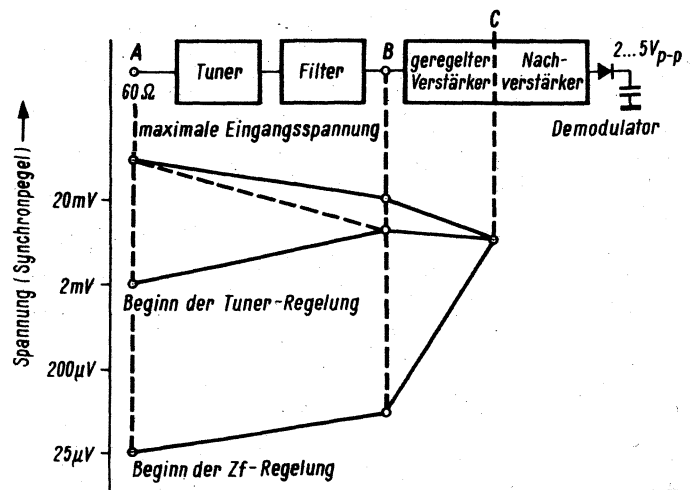 A
B
C
Tuner
Filter
geregelter
Verstärker
Nach-
verstärker
2...5Vp-p
60Ω
Demodulator
maximale Eingangsspannung
Spannung (Synchronpegel)
20mV
2mV
Beginn der Tuner-Regelung
200µV
25µV
Beginn der Zf-Regelung